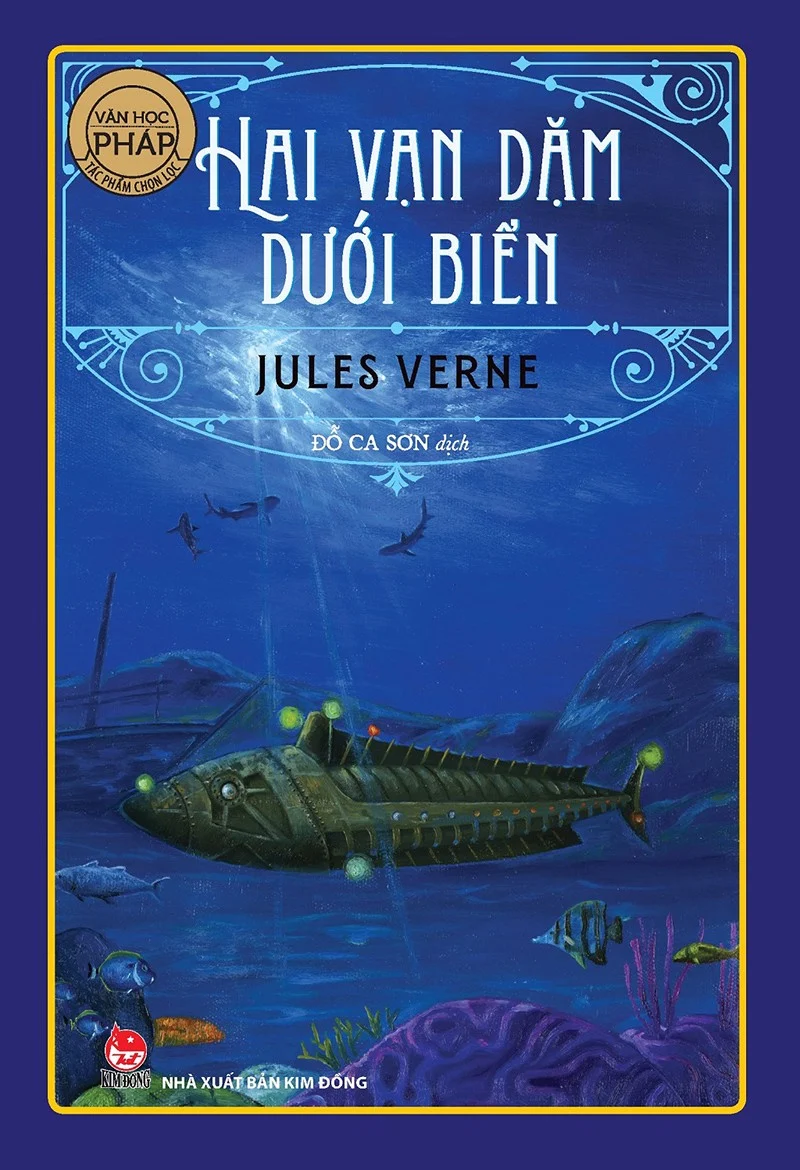 VĂN HỌC
PHÁP
TÁC PHẨM CHỌN LỌC
HAI VẠN DẶM
DƯỚI BIỂN
JULES VERNE
ĐỖ CA SƠN dịch
KIM ĐỒNG
NHÀ XUẤT BẢN KIM ĐỒNG